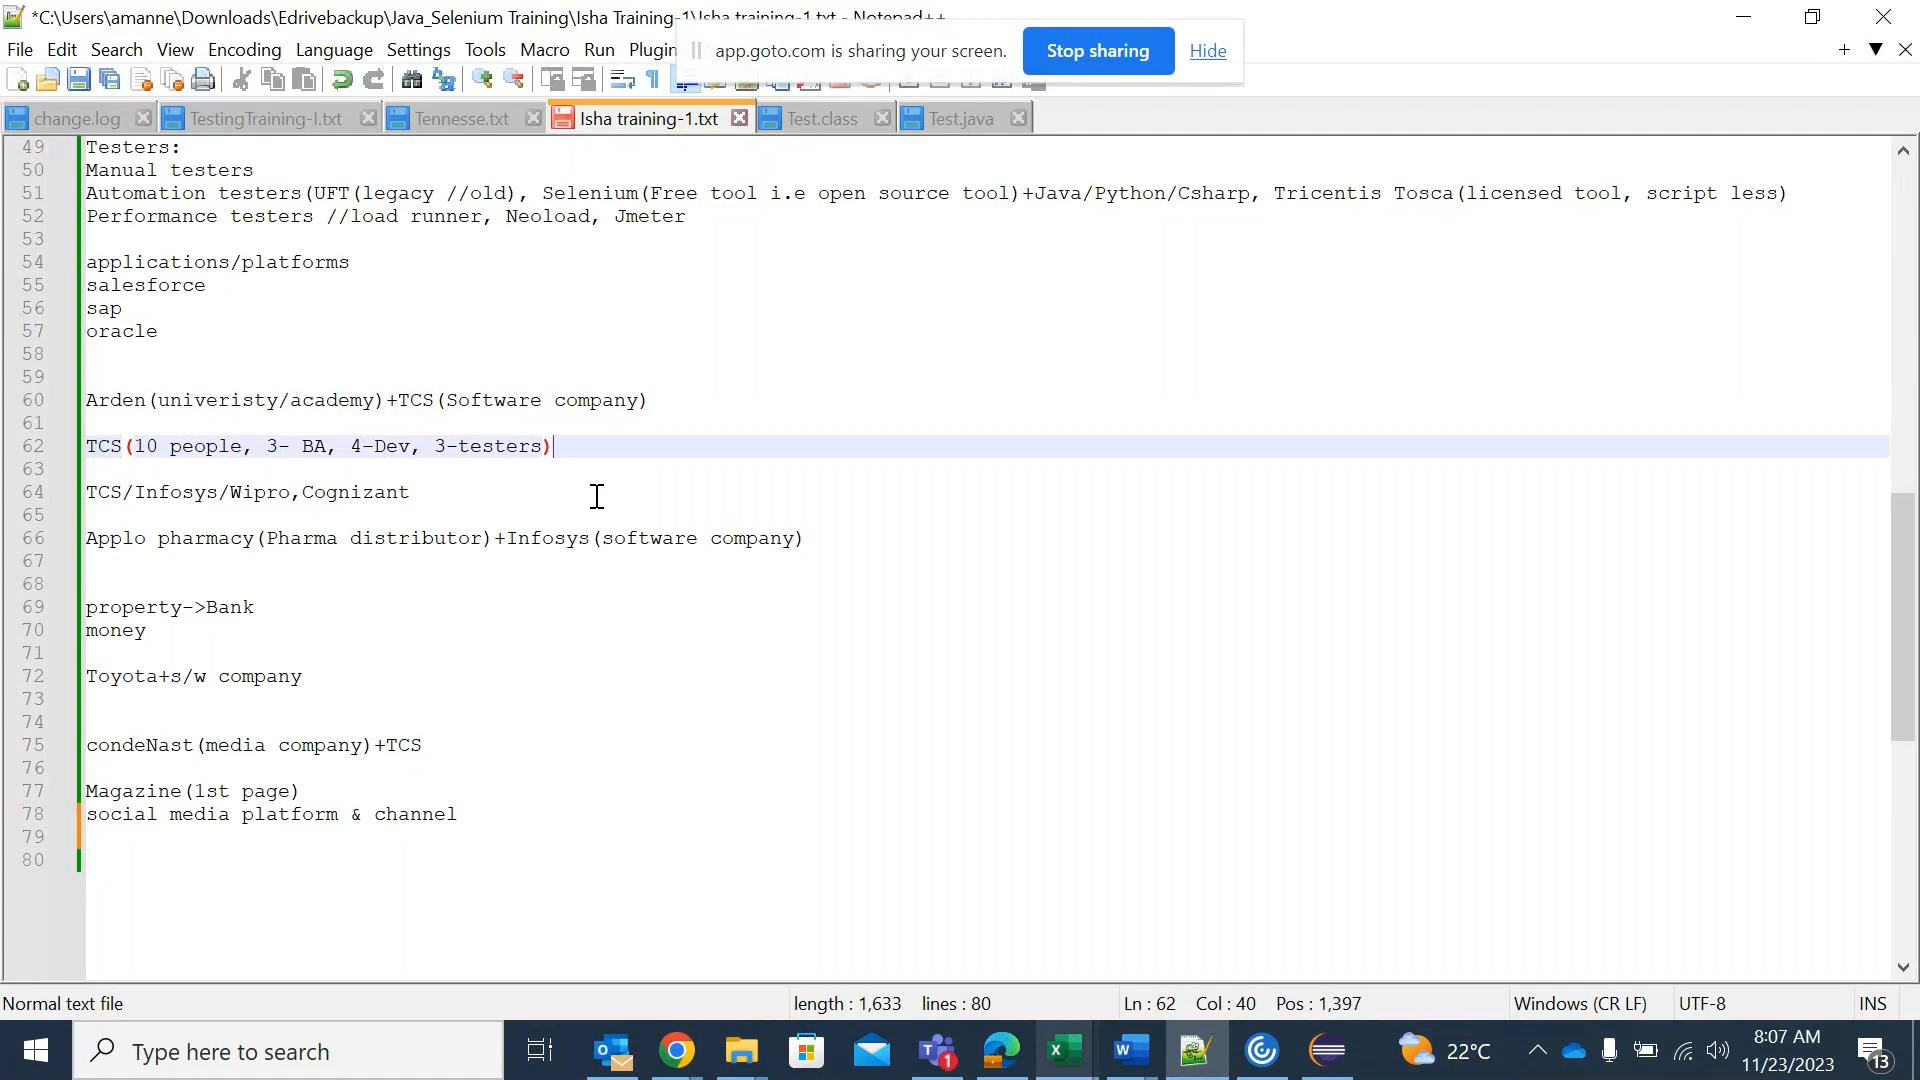 *C:\Users\amanne\Downloads\Edrivebackup\Java_Selenium Training\Isha Training-1\Isha training-1.txt - Notepad++
File Edit Search View Encoding Language Settings Tools Macro Run
app.goto.com is sharing your screen. Stop sharing Hide
change.log TestingTraining-I.txt Tennesse.txt Isha training-1.txt Test.class Test.java
49 Testers:
50 Manual testers
51 Automation testers(UFT(legacy //old), Selenium(Free tool i.e open source tool)+Java/Python/Csharp, Tricentis Tosca(licensed tool, script less)
52 Performance testers //load runner, Neoload, Jmeter
53
54 applications/platforms
55 salesforce
56 sap
57 oracle
58
59
60 Arden(univeristy/academy)+TCS(Software company)
61
62 TCS(10 people, 3- BA, 4-Dev, 3-testers)
63
64 TCS/Infosys/Wipro,Cognizant
65
66 Applo pharmacy(Pharma distributor)+Infosys(software company)
67
68
69 property->Bank
70 money
71
72 Toyota+s/w company
73
74
75 condeNast(media company)+TCS
76
77 Magazine(1st page)
78 social media platform & channel
79
80
Normal text file length : 1,633 lines : 80 Ln : 62 Col : 40 Pos : 1,397 Windows (CR LF) UTF-8 INS
Type here to search 1 22°C 8:07 AM 13
11/23/2023